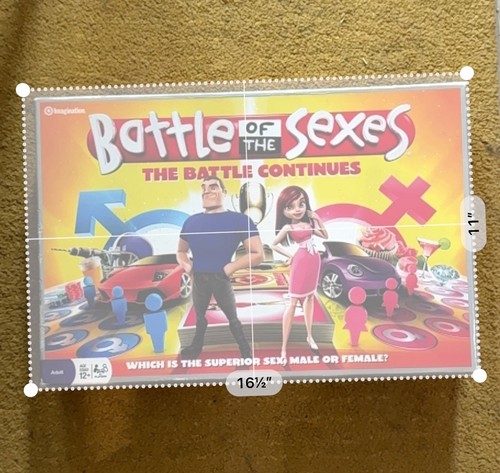 Imagination
Battle OF THE Sexes
THE BATTLE CONTINUES
11"
WHICH IS THE SUPERIOR SEX, MALE OR FEMALE?
Adult
12+
16½"